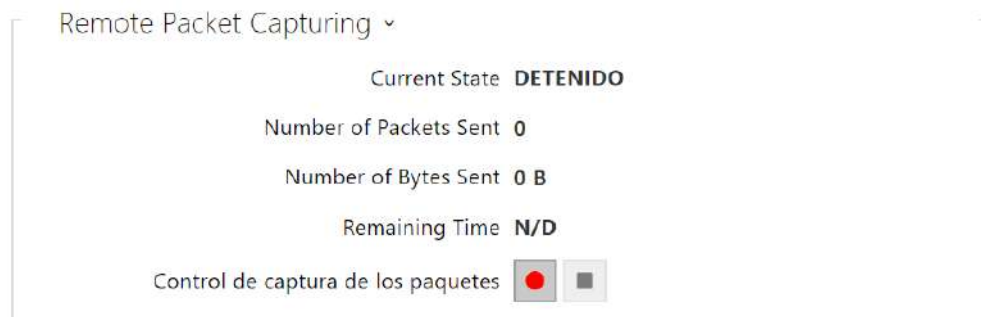 Remote Packet Capturing
Current State DETENIDO
Number of Packets Sent 0
Number of Bytes Sent 0 B
Remaining Time N/D
Control de captura de los paquetes